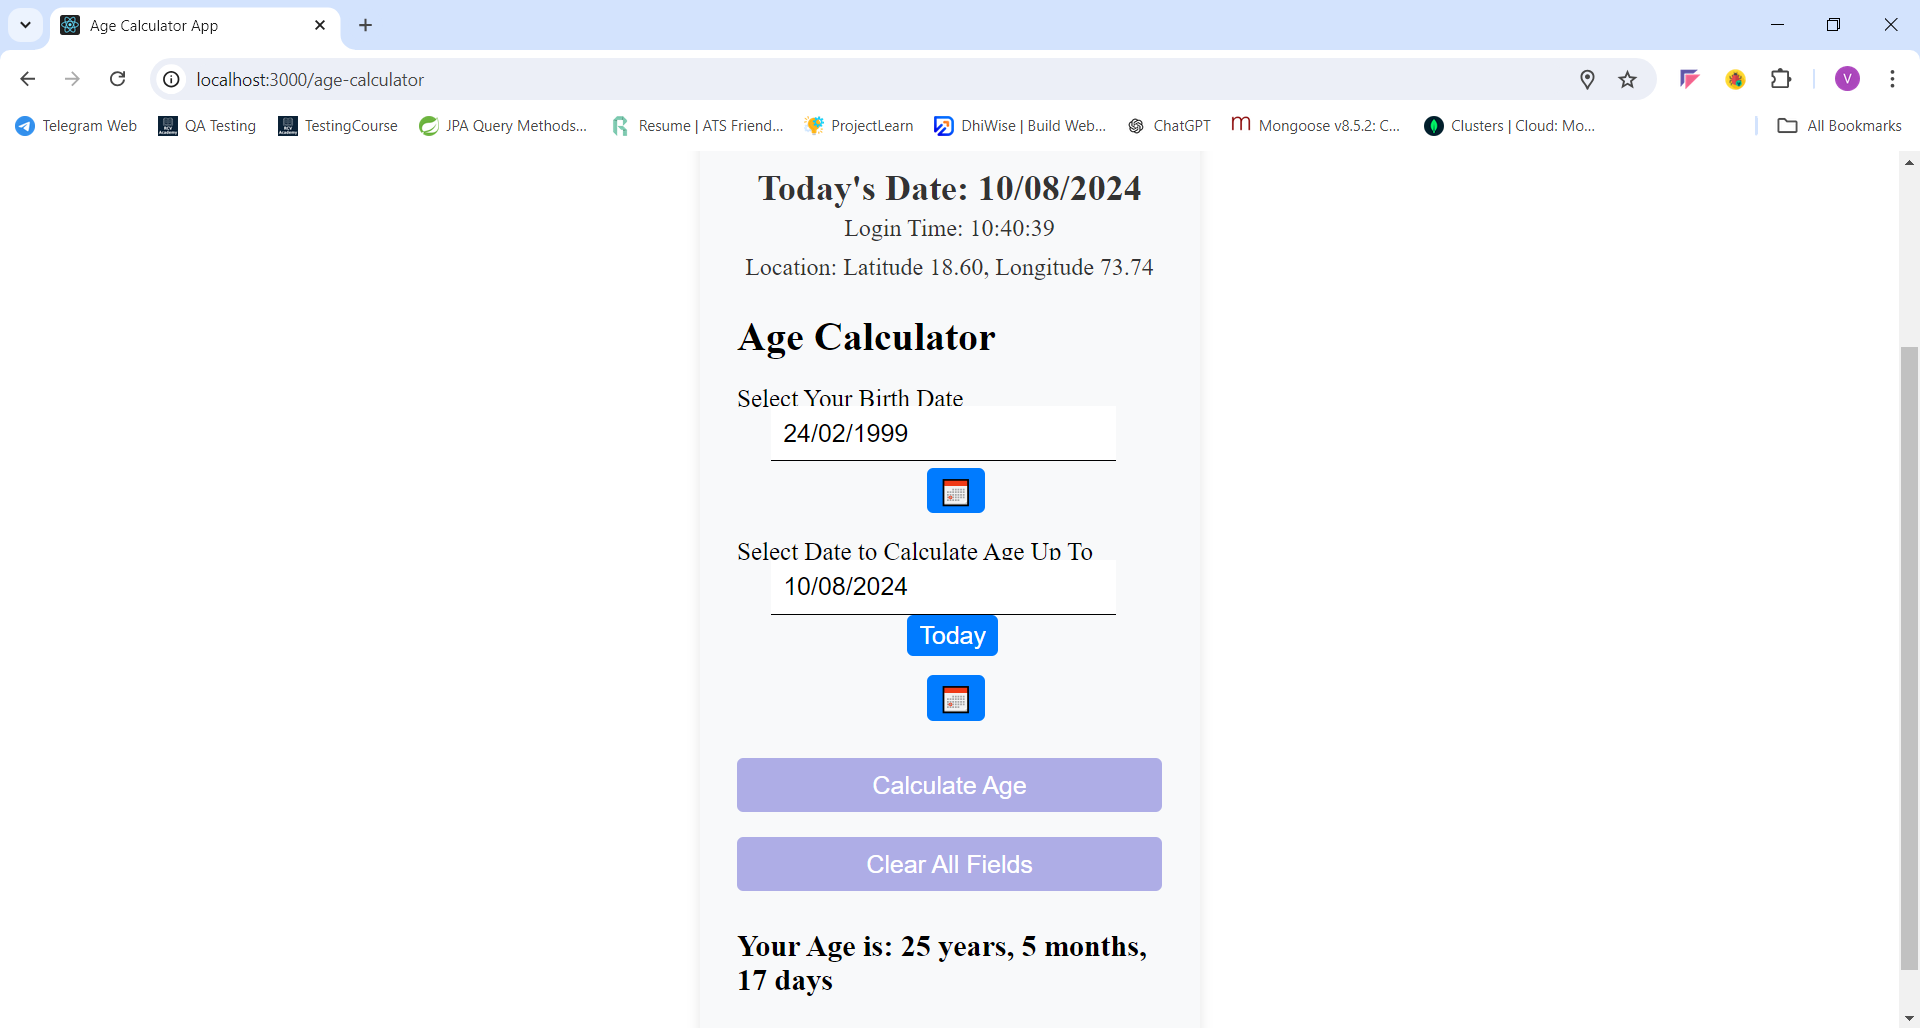 Age Calculator App
localhost:3000/age-calculator
V
Telegram Web
RCV Academy
QA Testing
RCV Academy
TestingCourse
JPA Query Methods...
Resume | ATS Friend...
ProjectLearn
DhiWise | Build Web...
ChatGPT
Mongoose v8.5.2: C...
Clusters | Cloud: Mo...
All Bookmarks
Today's Date: 10/08/2024
Login Time: 10:40:39
Location: Latitude 18.60, Longitude 73.74
Age Calculator
Select Your Birth Date
24/02/1999
Select Date to Calculate Age Up To
10/08/2024
Today
Calculate Age
Clear All Fields
Your Age is: 25 years, 5 months,
17 days